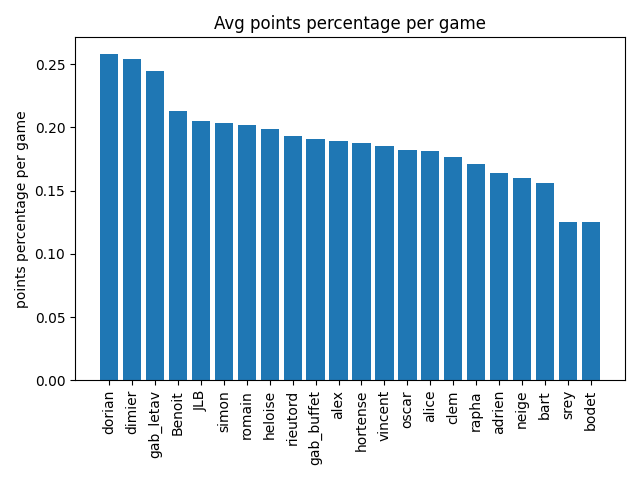 Avg points percentage per game
points percentage per game
0.25
0.20
0.15
0.10
0.05
0.00
dorian
dimier
gab_letav
Benoit
JLB
simon
romain
heloise
rieutord
gab_buffet
alex
hortense
vincent
oscar
alice
clem
rapha
adrien
neige
bart
srey
bodet